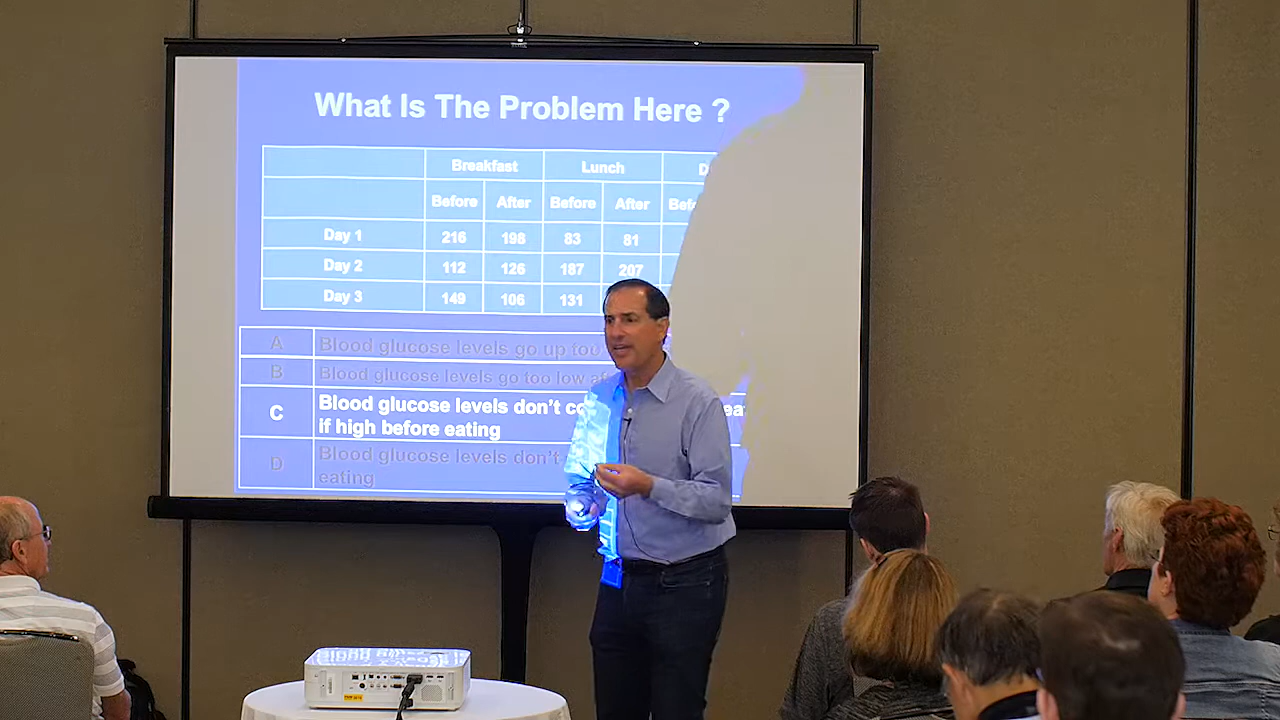 What Is The Problem Here ?
Breakfast Lunch
Before After Before After
Day 1 216 198 83 81
Day 2 112 126 187 207
Day 3 149 106 131
A Blood glucose levels go up too
B Blood glucose levels go too low
C Blood glucose levels don't
if high before eating
D Blood glucose levels don't
eating